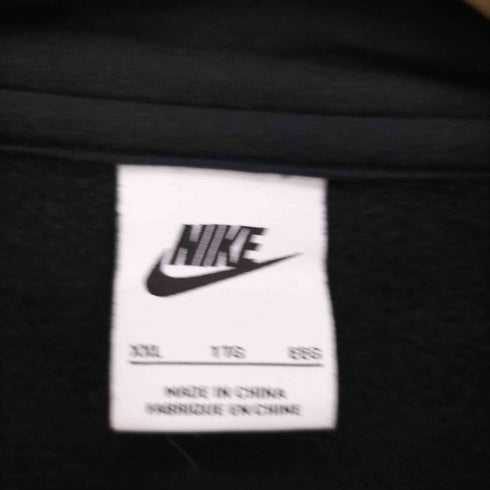 NIKE
XXL TTG EEG
MADE IN CHINA
FABRIQUE EN CHINE